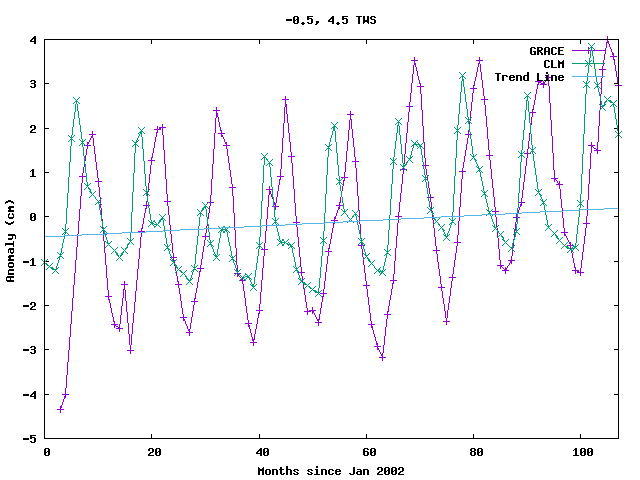 -0.5, 4.5 TWS
GRACE
CLM
Trend Line
4
3
2
1
0
-1
-2
-3
-4
-5
Anomaly (cm)
0 20 40 60 80 100
Months since Jan 2002